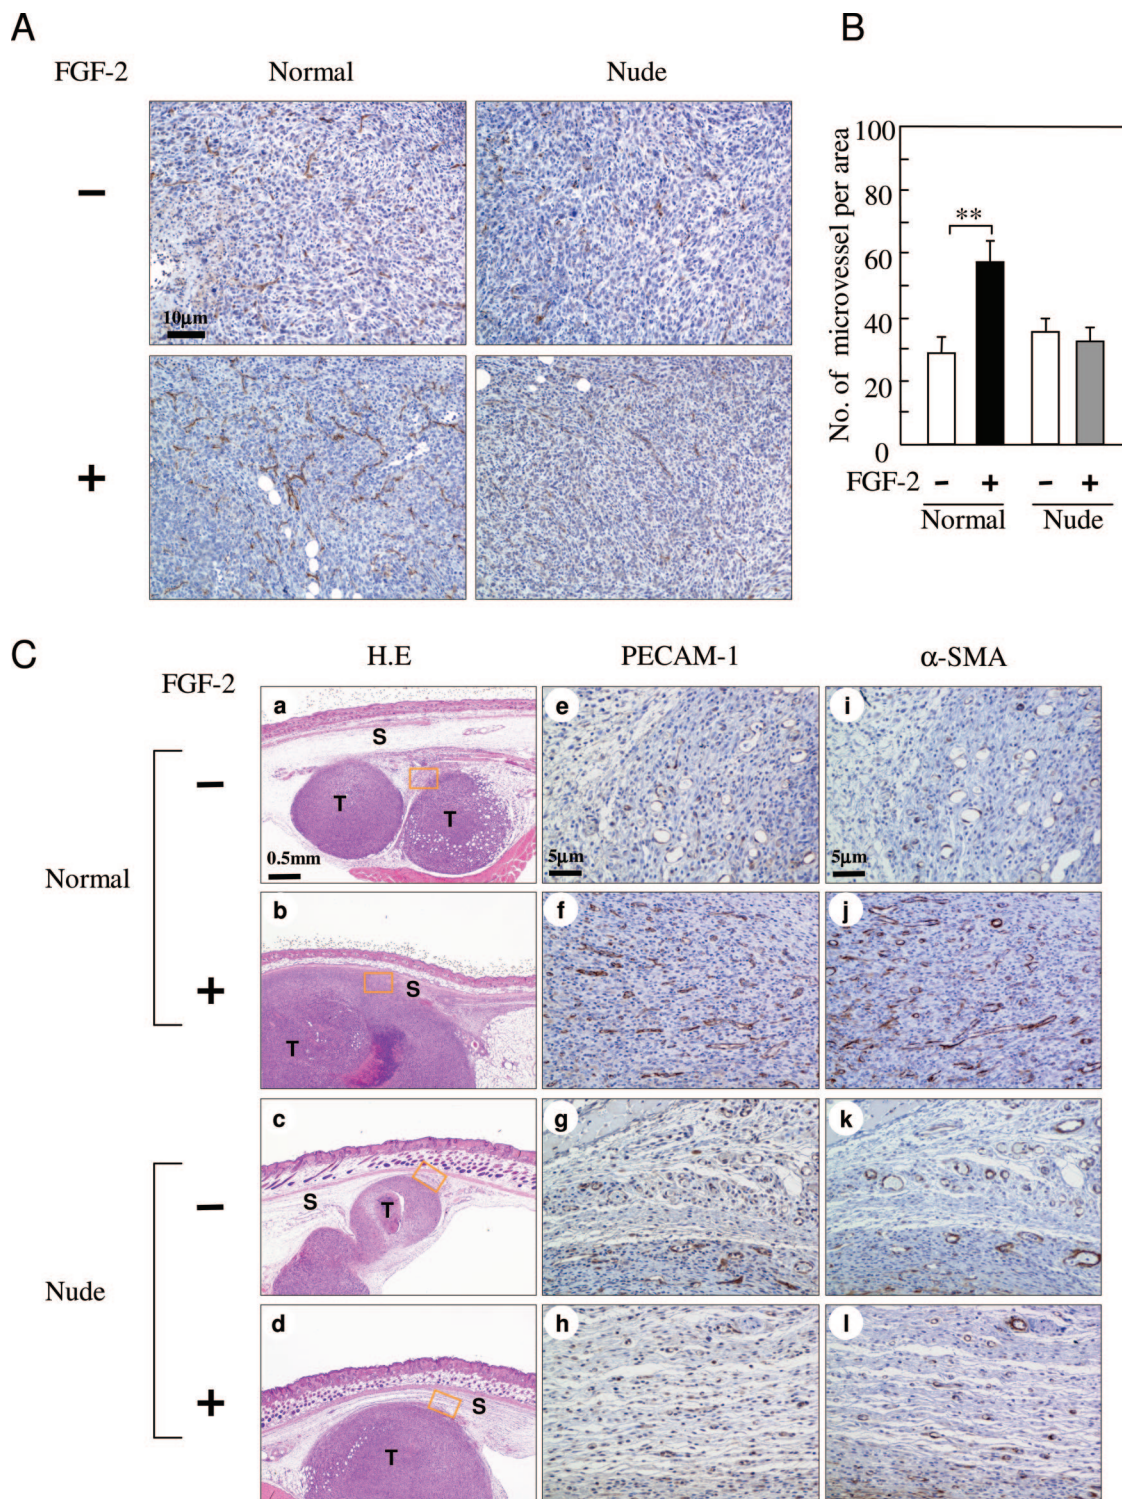 A
FGF-2 Normal Nude
−
10μm
+
B
No. of microvessel per area
100
80
60
40
20
0
**
FGF-2 − + − +
Normal Nude
C
H.E PECAM-1 α-SMA
FGF-2
Normal
−
a S T T 0.5mm
e 5μm
i 5μm
+
b S T
f
j
Nude
−
c S T
g
k
+
d S T
h
l